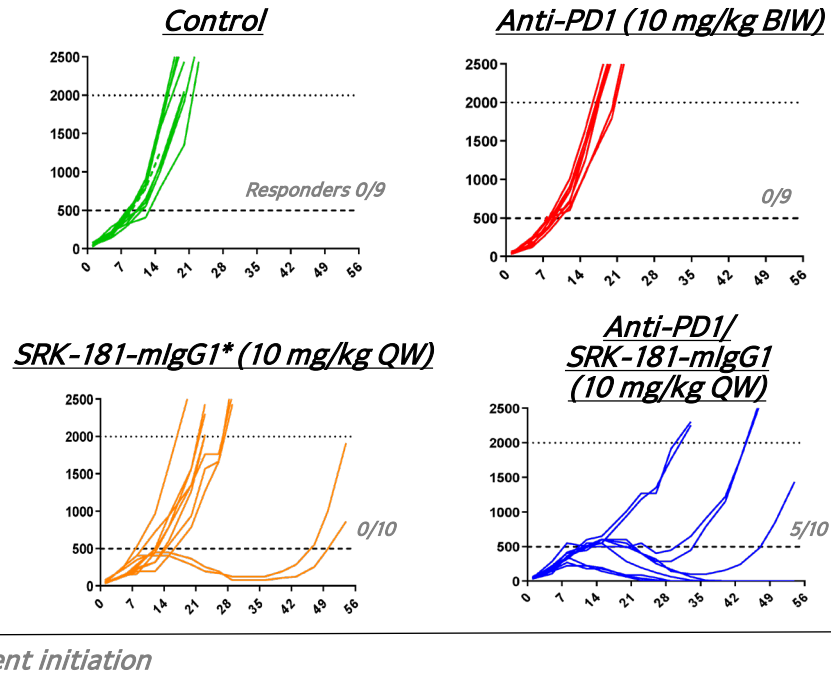 Control
2500
2000
1500
1000
500
0
Responders 0/9
0 7 14 21 28 35 42 49 56
Anti-PD1 (10 mg/kg BIW)
2500
2000
1500
1000
500
0
0/9
0 7 14 21 28 35 42 49 56
SRK-181-mIgG1* (10 mg/kg QW)
2500
2000
1500
1000
500
0
0/10
0 7 14 21 28 35 42 49 56
Anti-PD1/
SRK-181-mIgG1
(10 mg/kg QW)
2500
2000
1500
1000
500
0
5/10
0 7 14 21 28 35 42 49 56
ent initiation